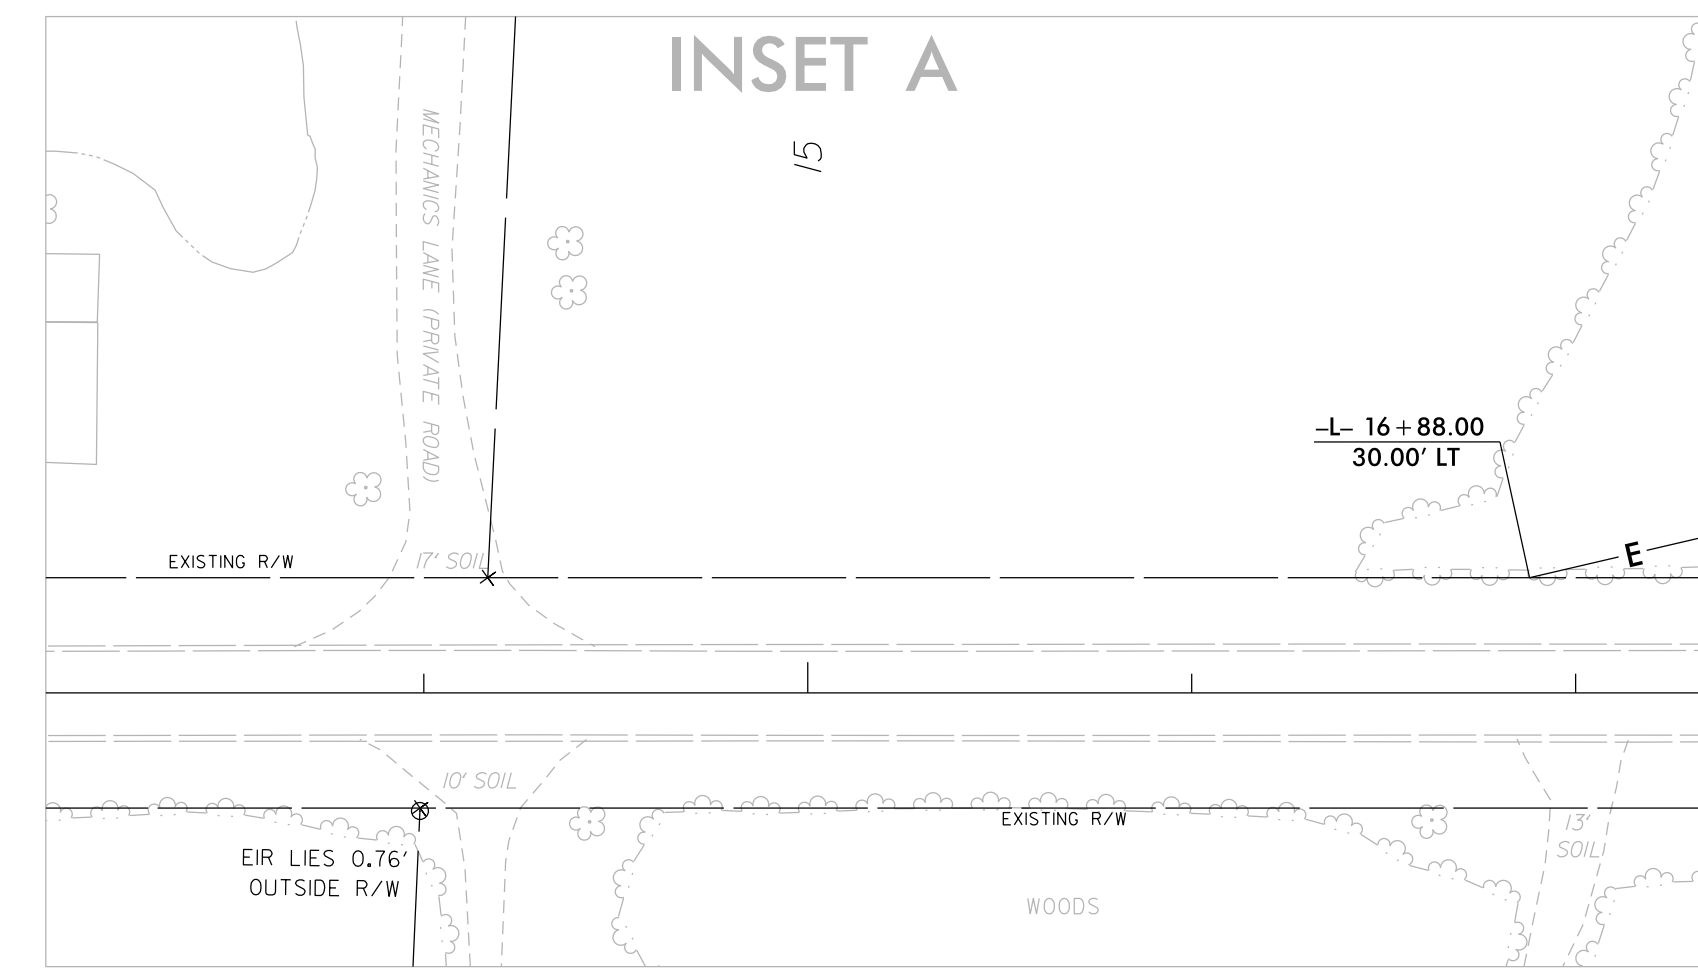 INSET A
15
MECHANICS LANE (PRIVATE ROAD)
–L– 16+88.00
30.00' LT
E
EXISTING R/W
17' SOIL
10' SOIL
EXISTING R/W
13'
SOIL
EIR LIES 0.76'
OUTSIDE R/W
WOODS